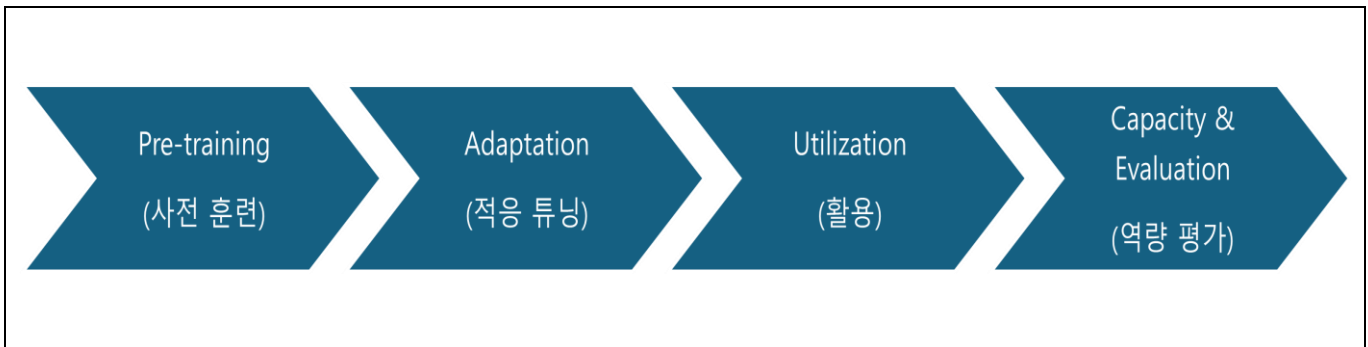 Pre-training
(사전 훈련)
Adaptation
(적응 튜닝)
Utilization
(활용)
Capacity &
Evaluation
(역량 평가)